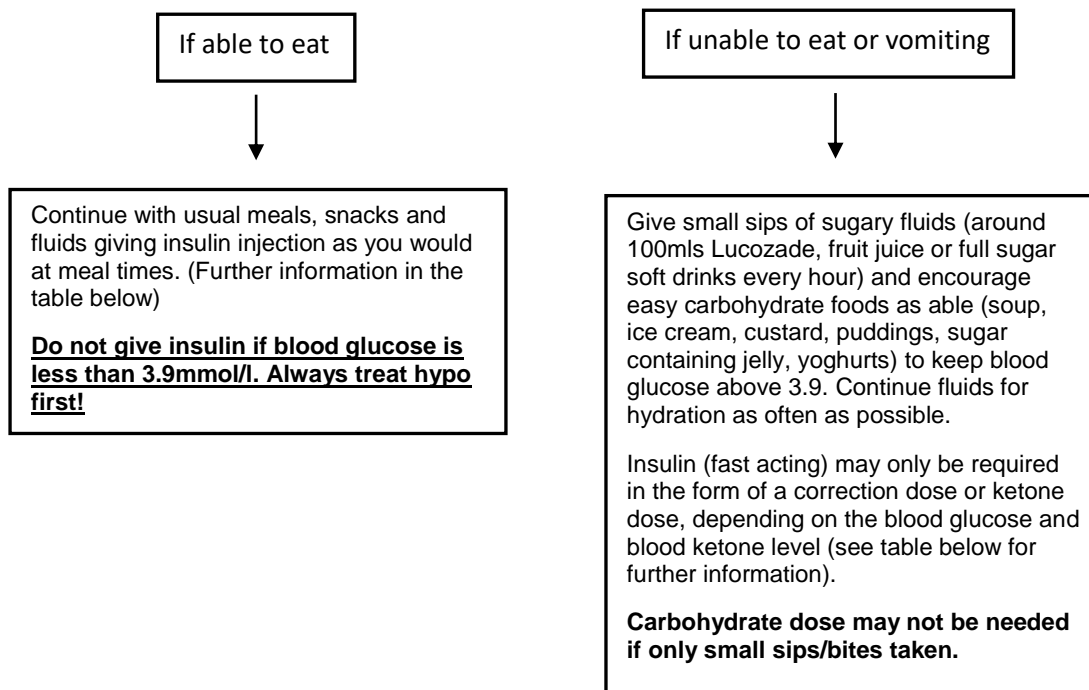 If able to eat
Continue with usual meals, snacks and
fluids giving insulin injection as you would
at meal times. (Further information in the
table below)
Do not give insulin if blood glucose is
less than 3.9mmol/l. Always treat hypo
first!
If unable to eat or vomiting
Give small sips of sugary fluids (around
100mls Lucozade, fruit juice or full sugar
soft drinks every hour) and encourage
easy carbohydrate foods as able (soup,
ice cream, custard, puddings, sugar
containing jelly, yoghurts) to keep blood
glucose above 3.9. Continue fluids for
hydration as often as possible.
Insulin (fast acting) may only be required
in the form of a correction dose or ketone
dose, depending on the blood glucose and
blood ketone level (see table below for
further information).
Carbohydrate dose may not be needed
if only small sips/bites taken.